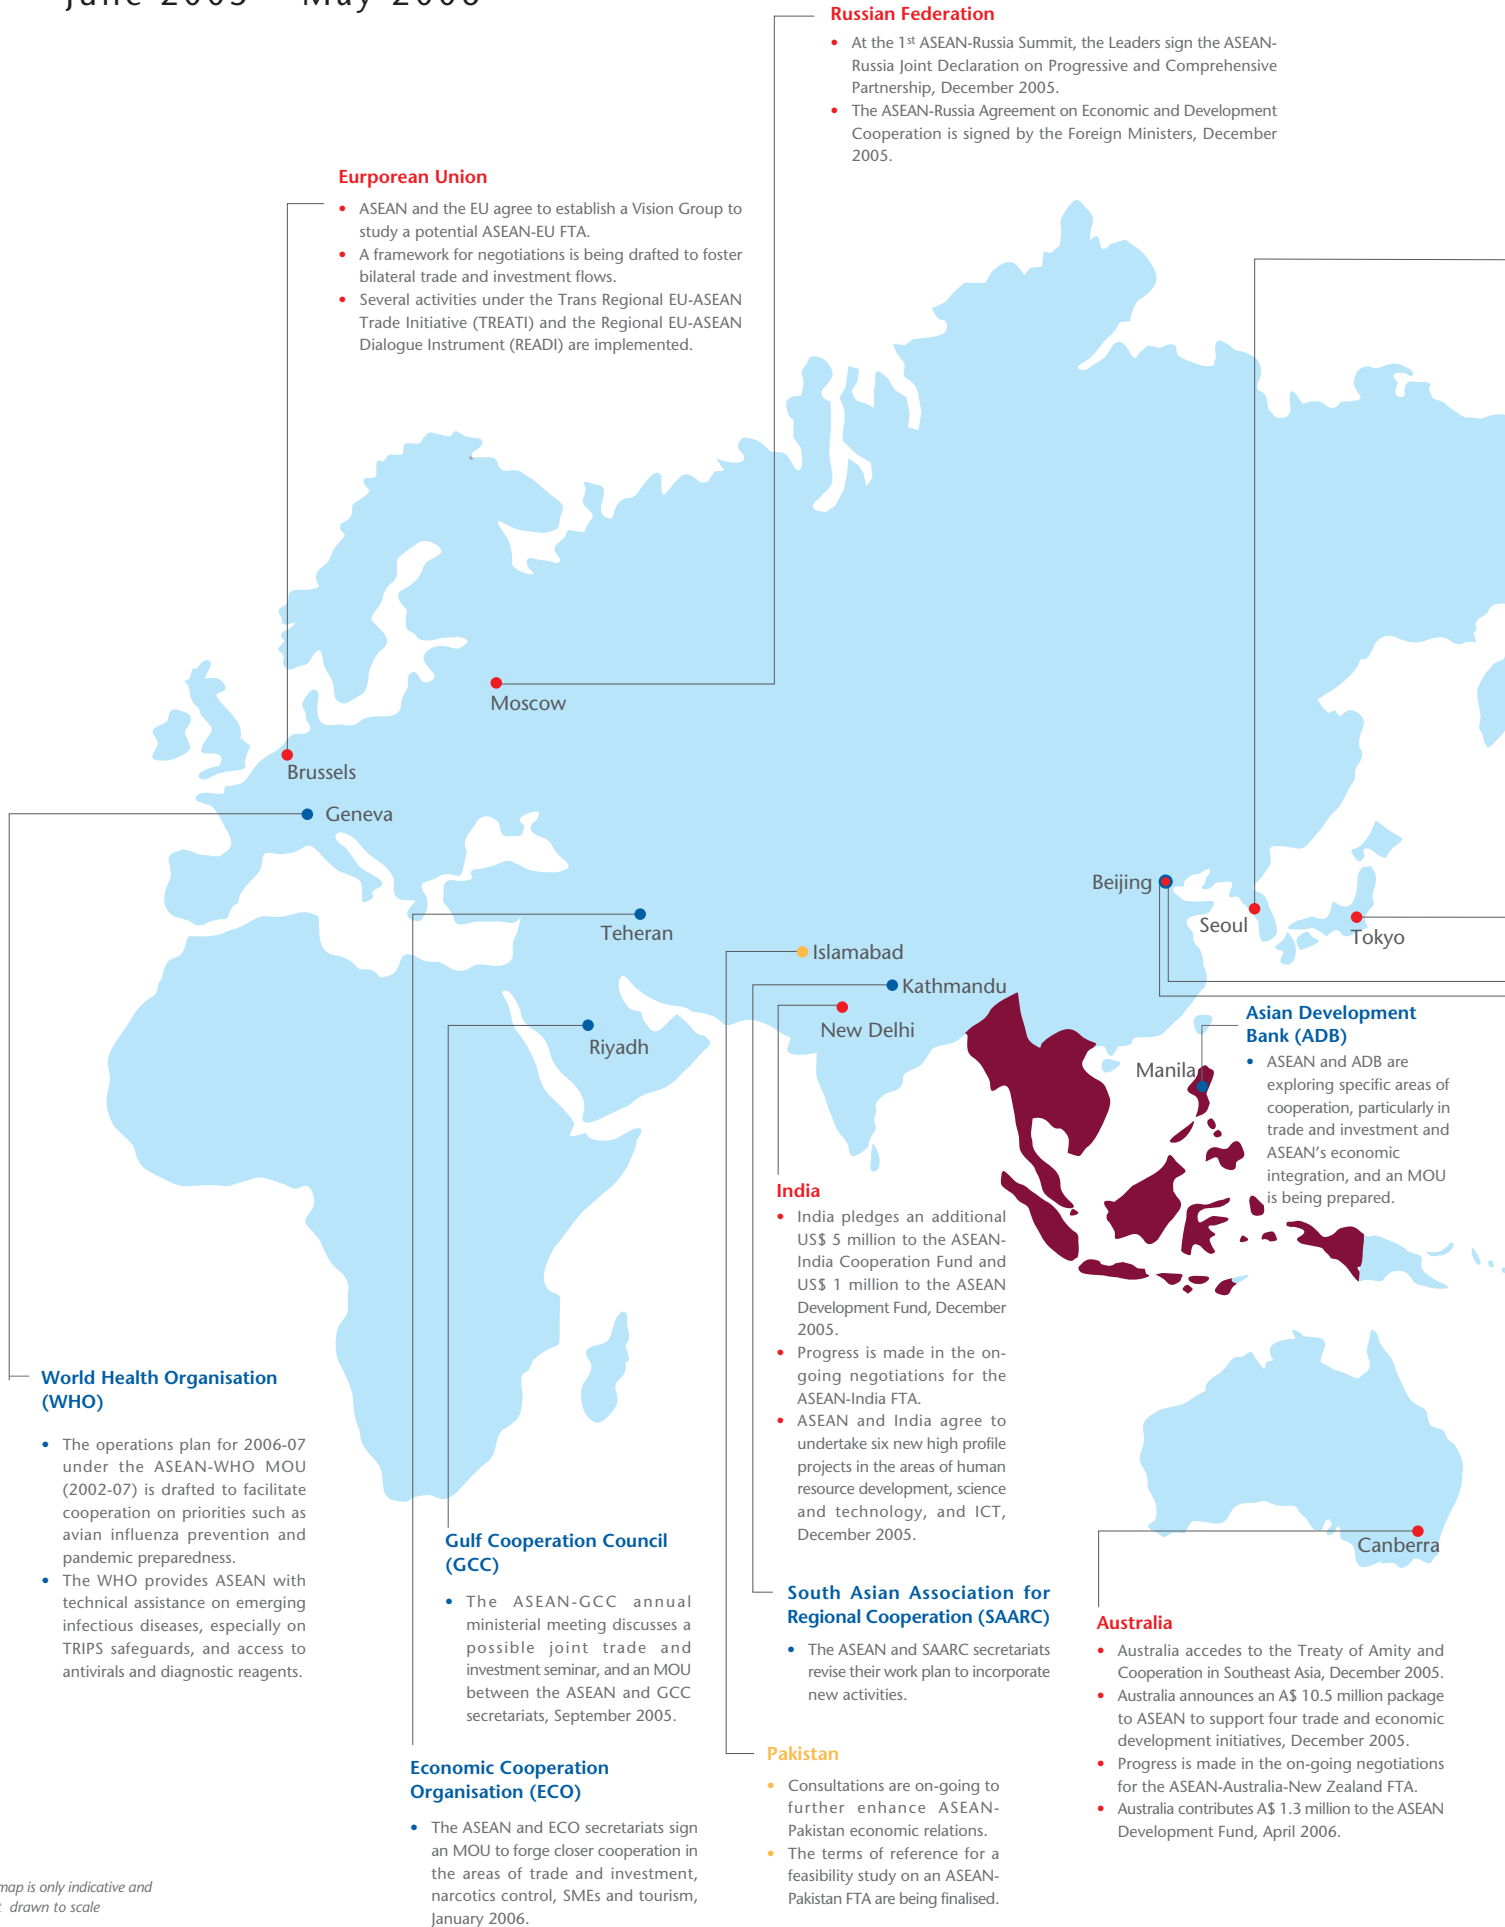 June 2005 - May 2006
Russian Federation
• At the 1st ASEAN-Russia Summit, the Leaders sign the ASEAN-
Russia Joint Declaration on Progressive and Comprehensive
Partnership, December 2005.
• The ASEAN-Russia Agreement on Economic and Development
Cooperation is signed by the Foreign Ministers, December
2005.
Eurporean Union
• ASEAN and the EU agree to establish a Vision Group to
study a potential ASEAN-EU FTA.
• A framework for negotiations is being drafted to foster
bilateral trade and investment flows.
• Several activities under the Trans Regional EU-ASEAN
Trade Initiative (TREATI) and the Regional EU-ASEAN
Dialogue Instrument (READI) are implemented.
Moscow
Brussels
Geneva
Beijing
Seoul
Tokyo
Teheran
Islamabad
Kathmandu
New Delhi
Riyadh
Manila
Asian Development
Bank (ADB)
• ASEAN and ADB are
exploring specific areas of
cooperation, particularly in
trade and investment and
ASEAN's economic
integration, and an MOU
is being prepared.
India
• India pledges an additional
US$ 5 million to the ASEAN-
India Cooperation Fund and
US$ 1 million to the ASEAN
Development Fund, December
2005.
• Progress is made in the on-
going negotiations for the
ASEAN-India FTA.
• ASEAN and India agree to
undertake six new high profile
projects in the areas of human
resource development, science
and technology, and ICT,
December 2005.
World Health Organisation
(WHO)
• The operations plan for 2006-07
under the ASEAN-WHO MOU
(2002-07) is drafted to facilitate
cooperation on priorities such as
avian influenza prevention and
pandemic preparedness.
• The WHO provides ASEAN with
technical assistance on emerging
infectious diseases, especially on
TRIPS safeguards, and access to
antivirals and diagnostic reagents.
Gulf Cooperation Council
(GCC)
• The ASEAN-GCC annual
ministerial meeting discusses a
possible joint trade and
investment seminar, and an MOU
between the ASEAN and GCC
secretariats, September 2005.
South Asian Association for
Regional Cooperation (SAARC)
• The ASEAN and SAARC secretariats
revise their work plan to incorporate
new activities.
Canberra
Australia
• Australia accedes to the Treaty of Amity and
Cooperation in Southeast Asia, December 2005.
• Australia announces an A$ 10.5 million package
to ASEAN to support four trade and economic
development initiatives, December 2005.
• Progress is made in the on-going negotiations
for the ASEAN-Australia-New Zealand FTA.
• Australia contributes A$ 1.3 million to the ASEAN
Development Fund, April 2006.
Economic Cooperation
Organisation (ECO)
• The ASEAN and ECO secretariats sign
an MOU to forge closer cooperation in
the areas of trade and investment,
narcotics control, SMEs and tourism,
January 2006.
Pakistan
• Consultations are on-going to
further enhance ASEAN-
Pakistan economic relations.
• The terms of reference for a
feasibility study on an ASEAN-
Pakistan FTA are being finalised.
map is only indicative and
drawn to scale